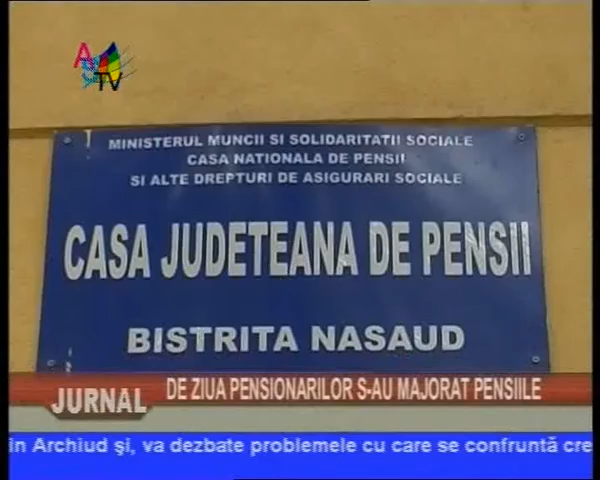 TV
MINISTERUL MUNCII SI SOLIDARITATII SOCIALE
CASA NATIONALA DE PENSII
SI ALTE DREPTURI DE ASIGURARI SOCIALE
CASA JUDETEANA DE PENSII
BISTRITA NASAUD
DE ZIUA PENSIONARILOR S-AU MAJORAT PENSIILE
JURNAL
in Archiud şi, va dezbate problemele cu care se confruntă cre